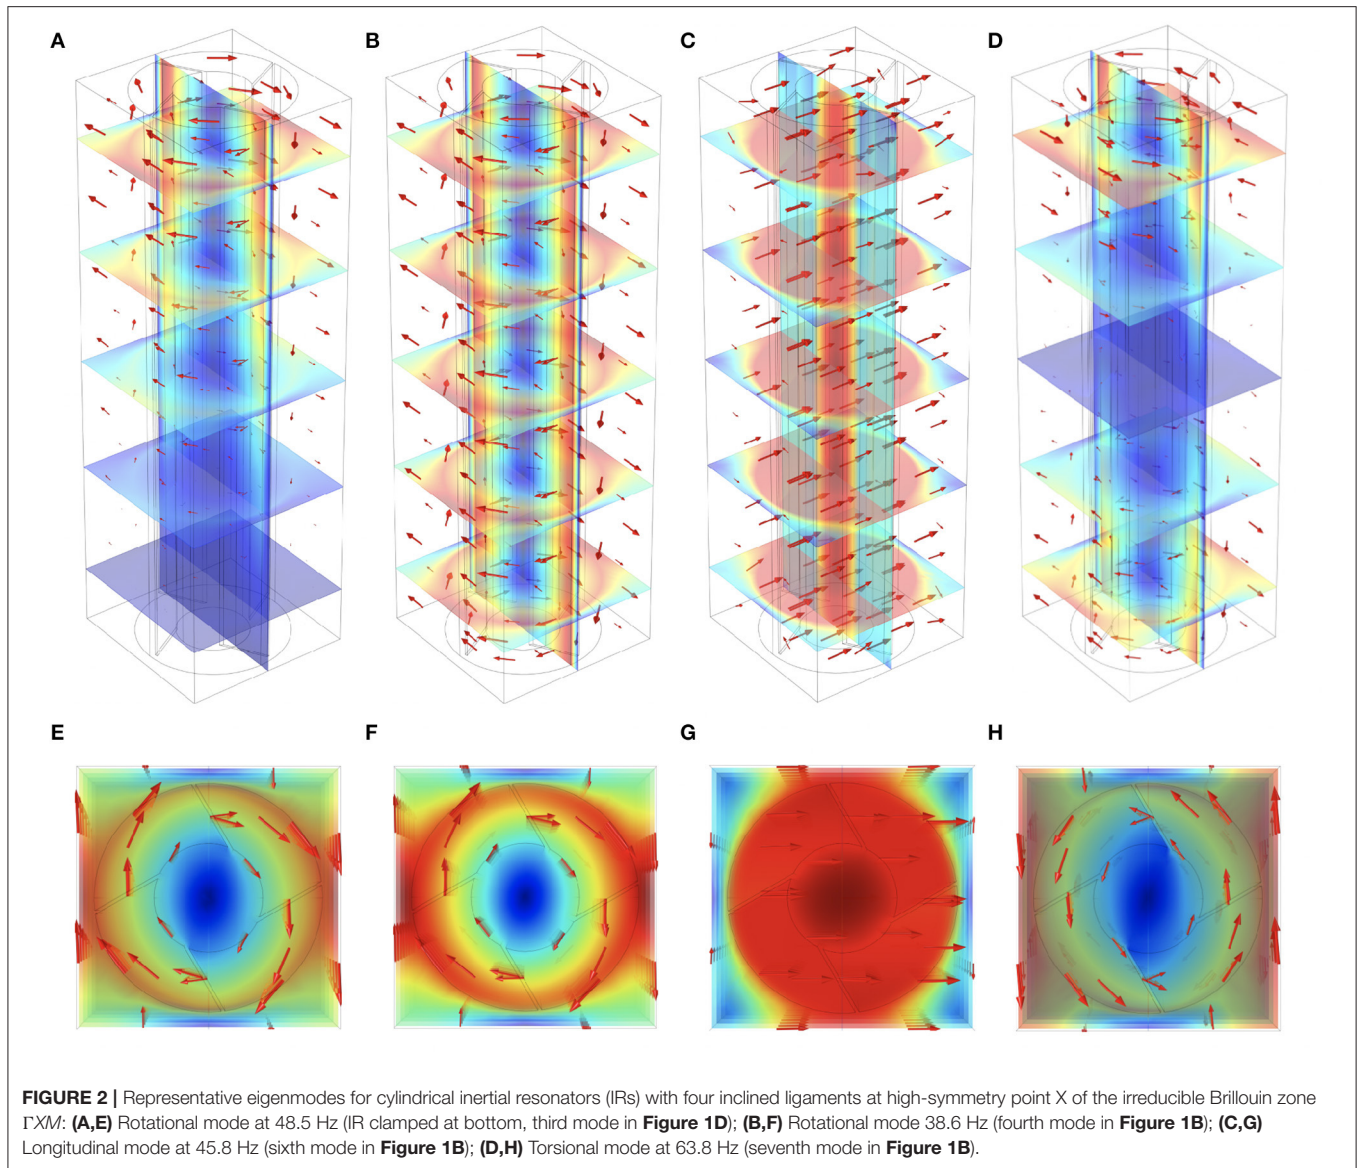 A
B
C
D
E
F
G
H
FIGURE 2 | Representative eigenmodes for cylindrical inertial resonators (IRs) with four inclined ligaments at high-symmetry point X of the irreducible Brillouin zone
ΓXM: (A,E) Rotational mode at 48.5 Hz (IR clamped at bottom, third mode in Figure 1D); (B,F) Rotational mode 38.6 Hz (fourth mode in Figure 1B); (C,G)
Longitudinal mode at 45.8 Hz (sixth mode in Figure 1B); (D,H) Torsional mode at 63.8 Hz (seventh mode in Figure 1B).